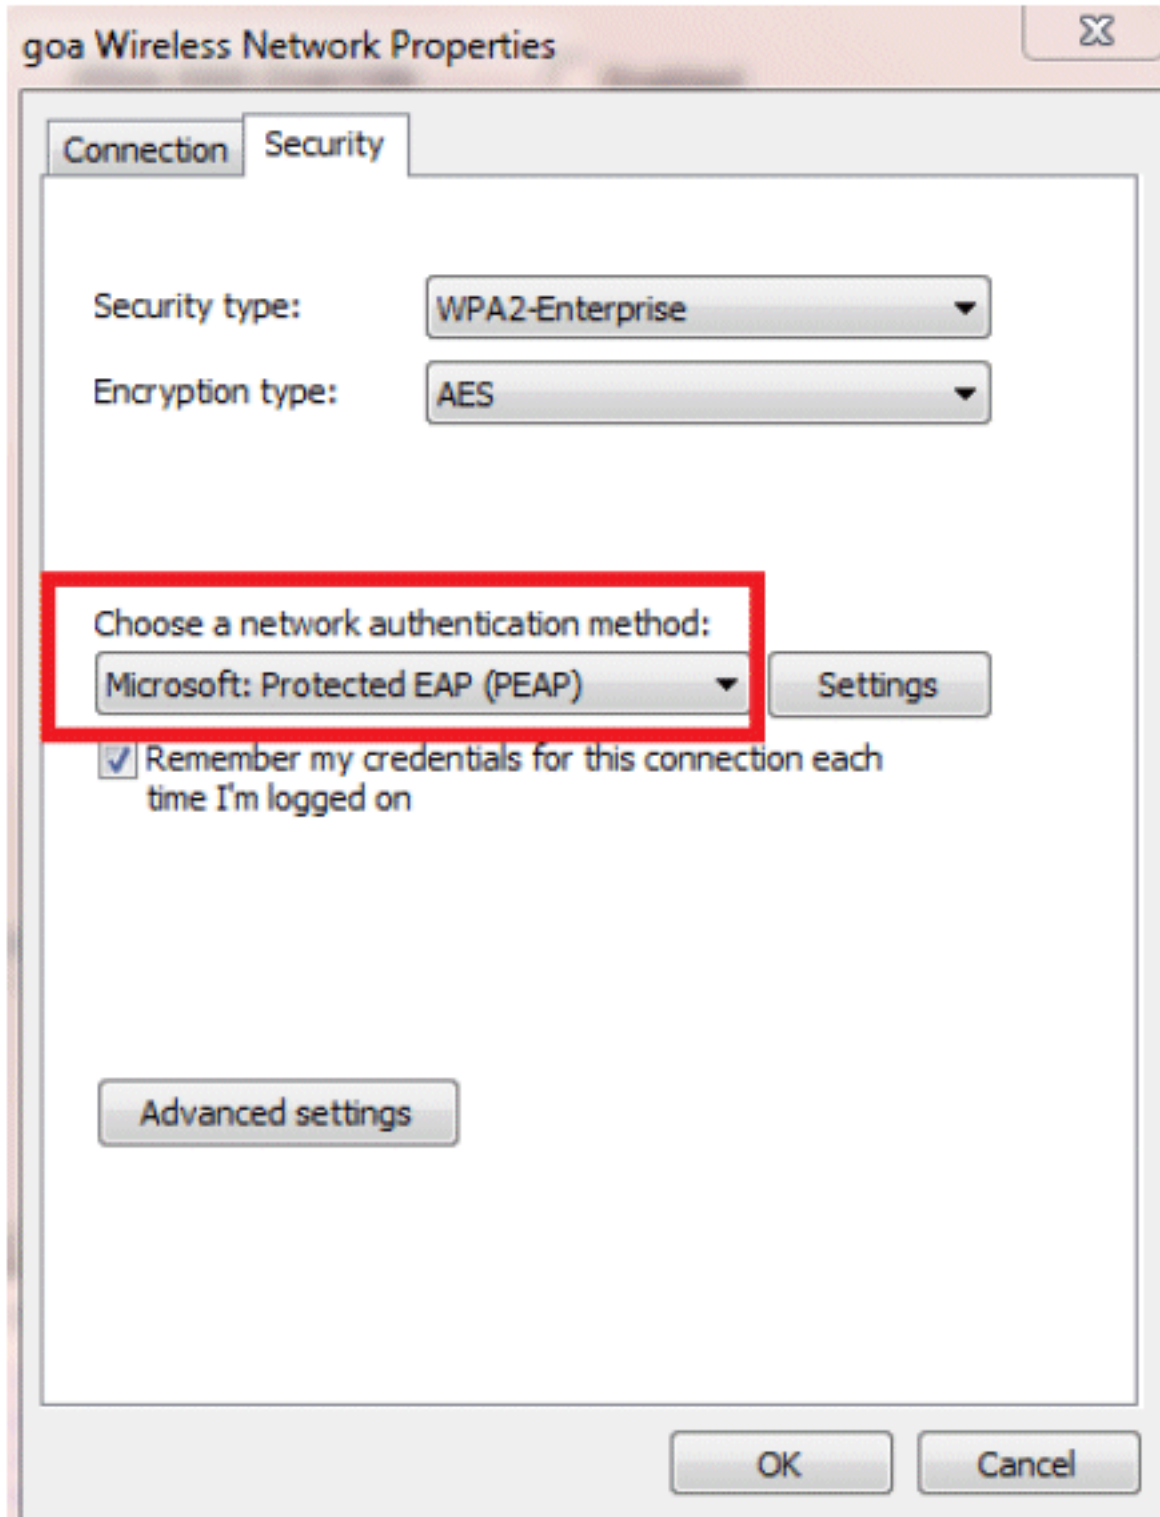 goa Wireless Network Properties
Connection
Security
Security type:
WPA2-Enterprise
Encryption type:
AES
Choose a network authentication method:
Microsoft: Protected EAP (PEAP)
Settings
Remember my credentials for this connection each
time I'm logged on
Advanced settings
OK
Cancel